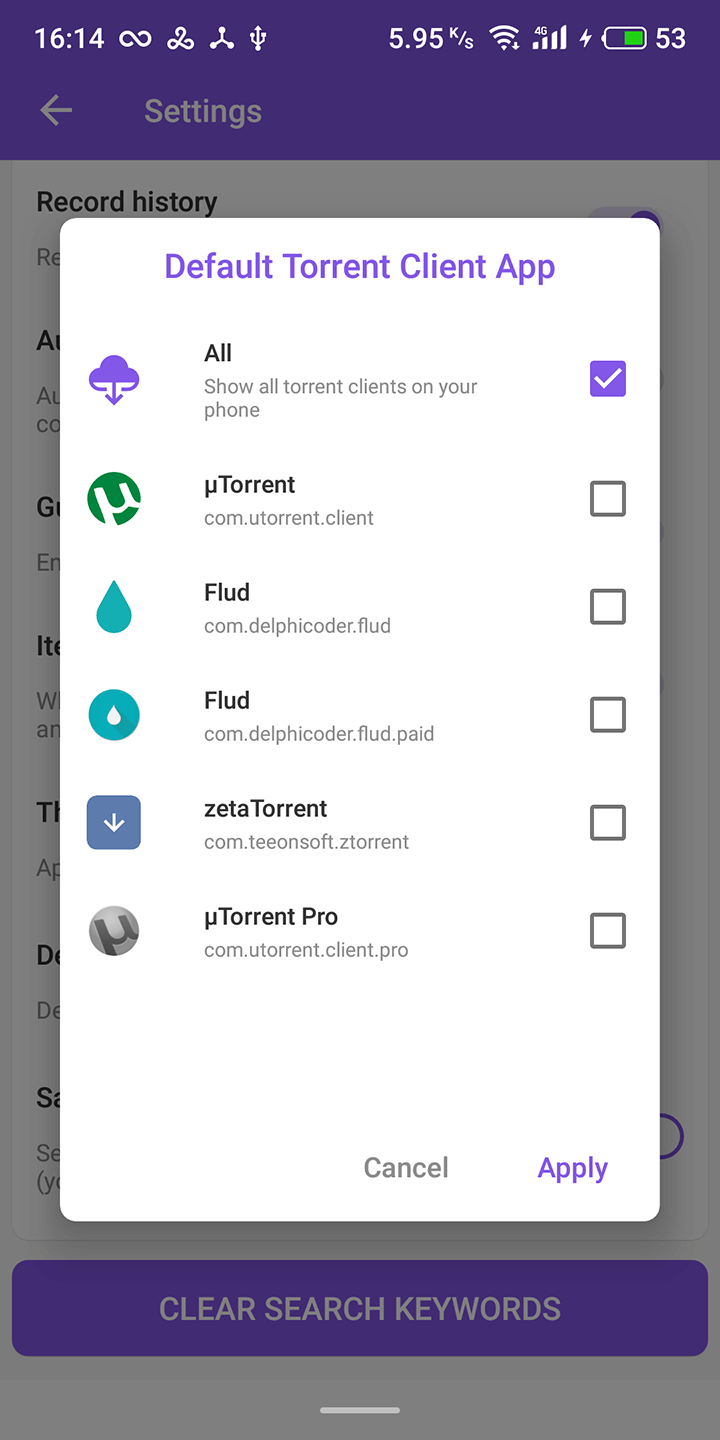 16:14 5.95 K/s 4G 53
Settings
Record history
Re
Default Torrent Client App
Au
All
Show all torrent clients on your
phone
Au
co
µTorrent
com.utorrent.client
Gu
En
Flud
com.delphicoder.flud
Ite
Wh
an
Flud
com.delphicoder.flud.paid
Th
zetaTorrent
com.teeonsoft.ztorrent
Ap
µTorrent Pro
com.utorrent.client.pro
De
De
Sa
Se
(yo
Cancel Apply
CLEAR SEARCH KEYWORDS